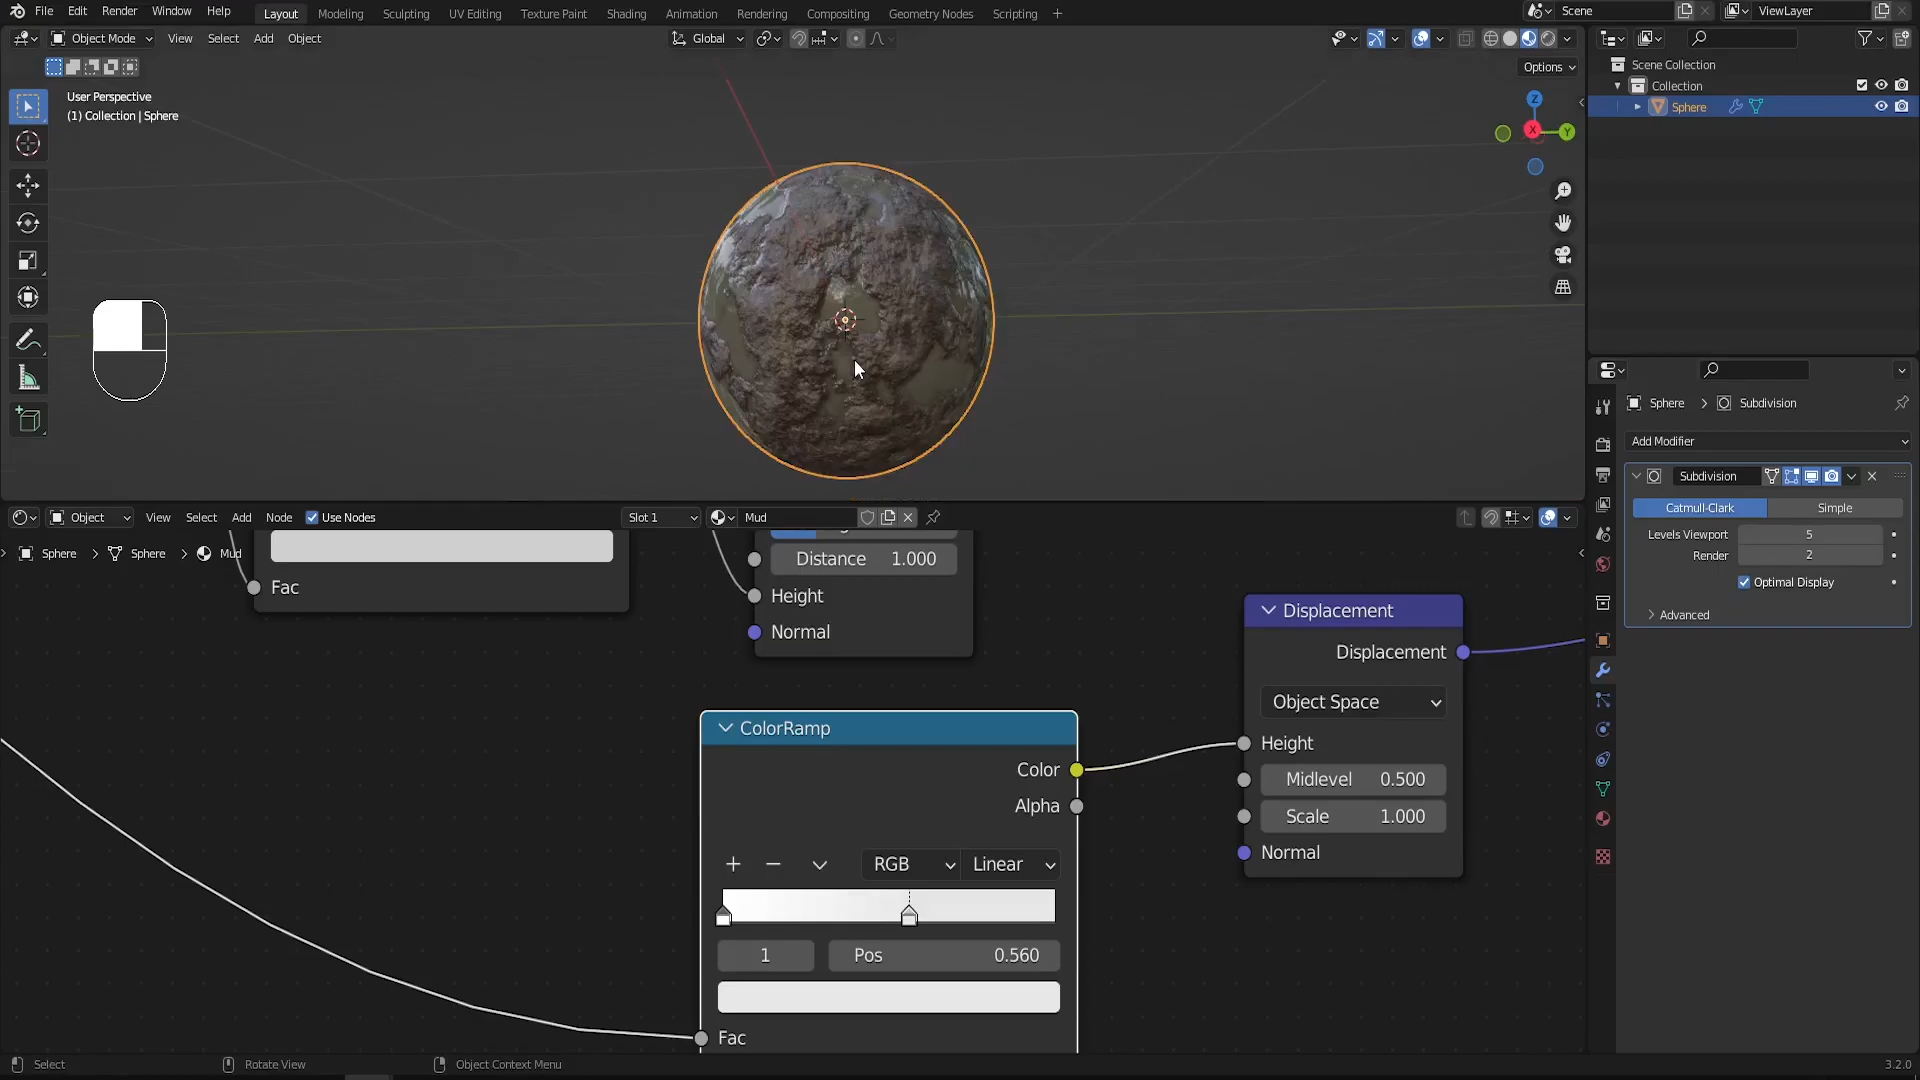 File Edit Render Window Help Layout Modeling Sculpting UV Editing Texture Paint Shading Animation Rendering Compositing Geometry Nodes Scripting + Scene ViewLayer
Object Mode View Select Add Object Global
Options
User Perspective
(1) Collection | Sphere
Z
X
Y
Scene Collection
Collection
Sphere
Sphere > Subdivision
Add Modifier
Subdivision
Catmull-Clark Simple
Levels Viewport 5
Render 2
Optimal Display
Advanced
Object View Select Add Node Use Nodes Slot 1 Mud
Sphere > Sphere > Mud
Fac
Distance 1.000
Height
Normal
Displacement
Displacement
Object Space
Height
Midlevel 0.500
Scale 1.000
Normal
ColorRamp
Color
Alpha
RGB Linear
1 Pos 0.560
Fac
Select Rotate View Object Context Menu 3.2.0